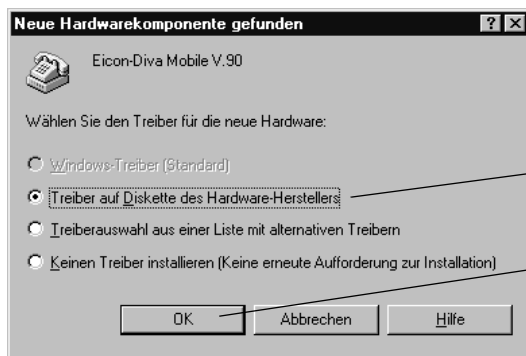 Neue Hardwarekomponente gefunden
Eicon-Diva Mobile V.90
Wählen Sie den Treiber für die neue Hardware:
Windows-Treiber (Standard)
Treiber auf Diskette des Hardware-Herstellers
Treiberauswahl aus einer Liste mit alternativen Treibern
Keinen Treiber installieren (Keine erneute Aufforderung zur Installation)
OK Abbrechen Hilfe